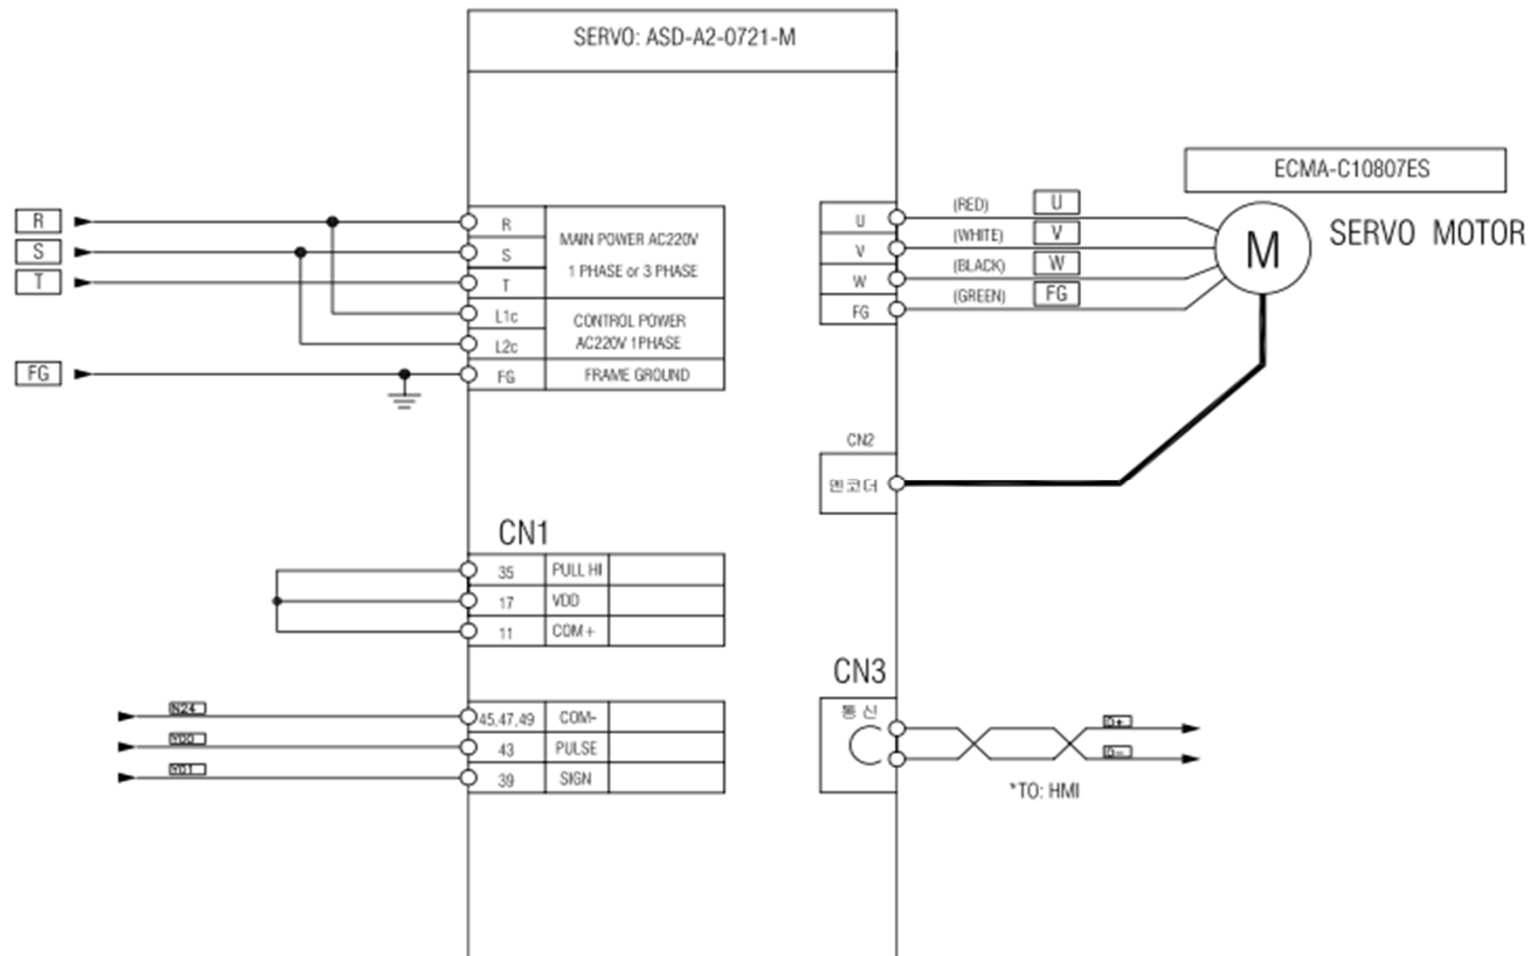 SERVO: ASD-A2-0721-M
ECMA-C10807ES
SERVO MOTOR
R
S
T
FG
R
S
T
L1c
L2c
FG
MAIN POWER AC220V
1 PHASE or 3 PHASE
CONTROL POWER
AC220V 1PHASE
FRAME GROUND
U
V
W
FG
(RED) U
(WHITE) V
(BLACK) W
(GREEN) FG
M
CN2
엔코더
CN1
35 PULL HI
17 VDD
11 COM+
N24 45,47,49 COM-
Y00 43 PULSE
Y01 39 SIGN
CN3
통신
D+
D-
*TO: HMI